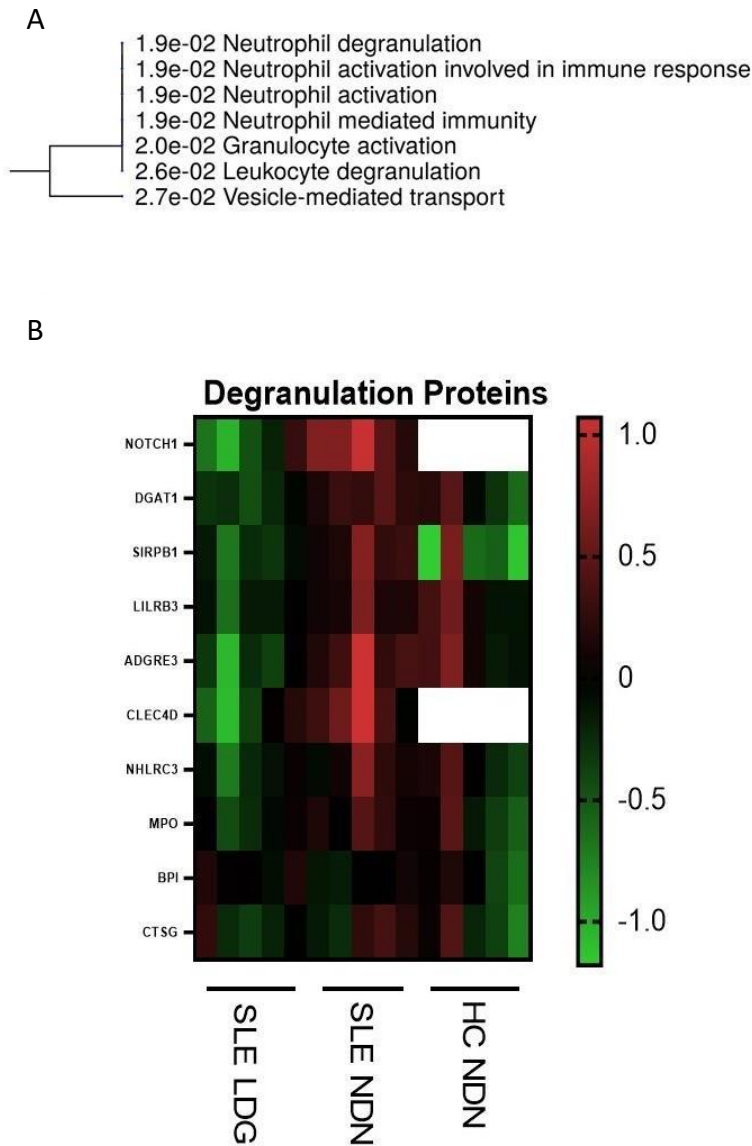 A
1.9e-02 Neutrophil degranulation
1.9e-02 Neutrophil activation involved in immune response
1.9e-02 Neutrophil activation
1.9e-02 Neutrophil mediated immunity
2.0e-02 Granulocyte activation
2.6e-02 Leukocyte degranulation
2.7e-02 Vesicle-mediated transport
B
Degranulation Proteins
NOTCH1
DGAT1
SIRPB1
LILRB3
ADGRE3
CLEC4D
NHLRC3
MPO
BPI
CTSG
1.0
0.5
0
-0.5
-1.0
SLE LDG
SLE NDN
HC NDN